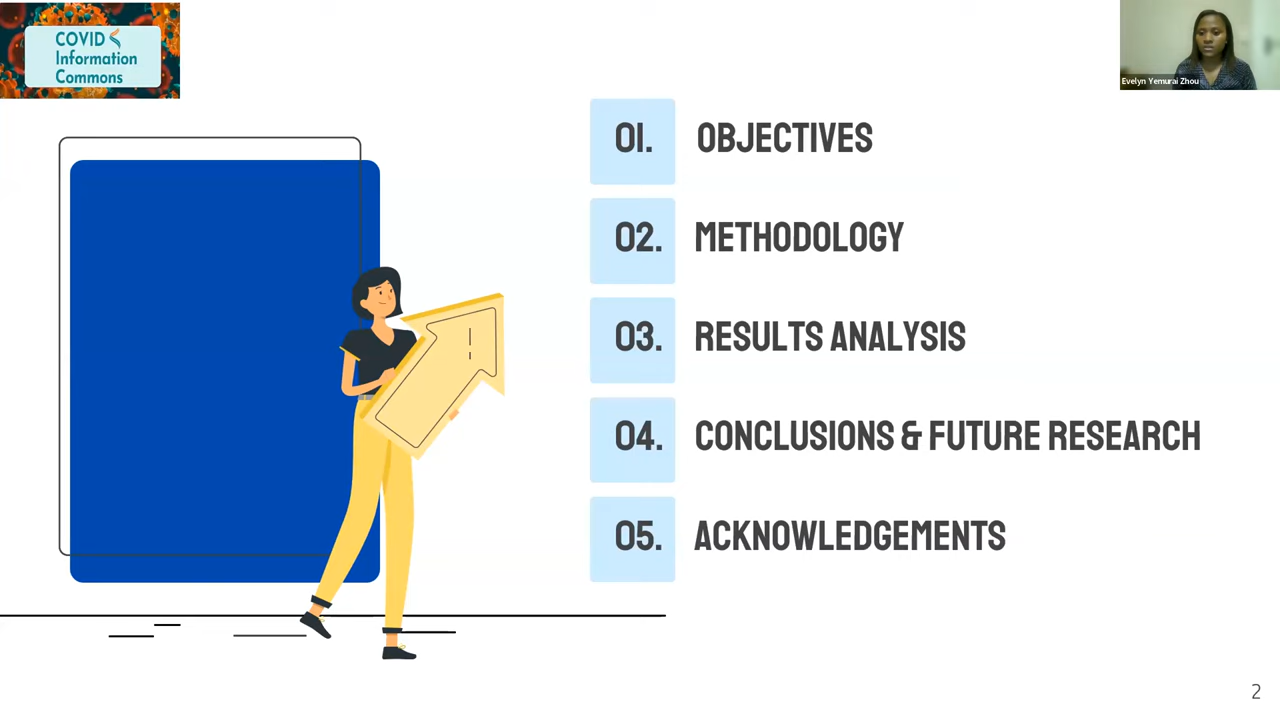 COVID
Information
Commons
Evelyn Yemurai Zhou
01. OBJECTIVES
02. METHODOLOGY
03. RESULTS ANALYSIS
04. CONCLUSIONS & FUTURE RESEARCH
05. ACKNOWLEDGEMENTS
2